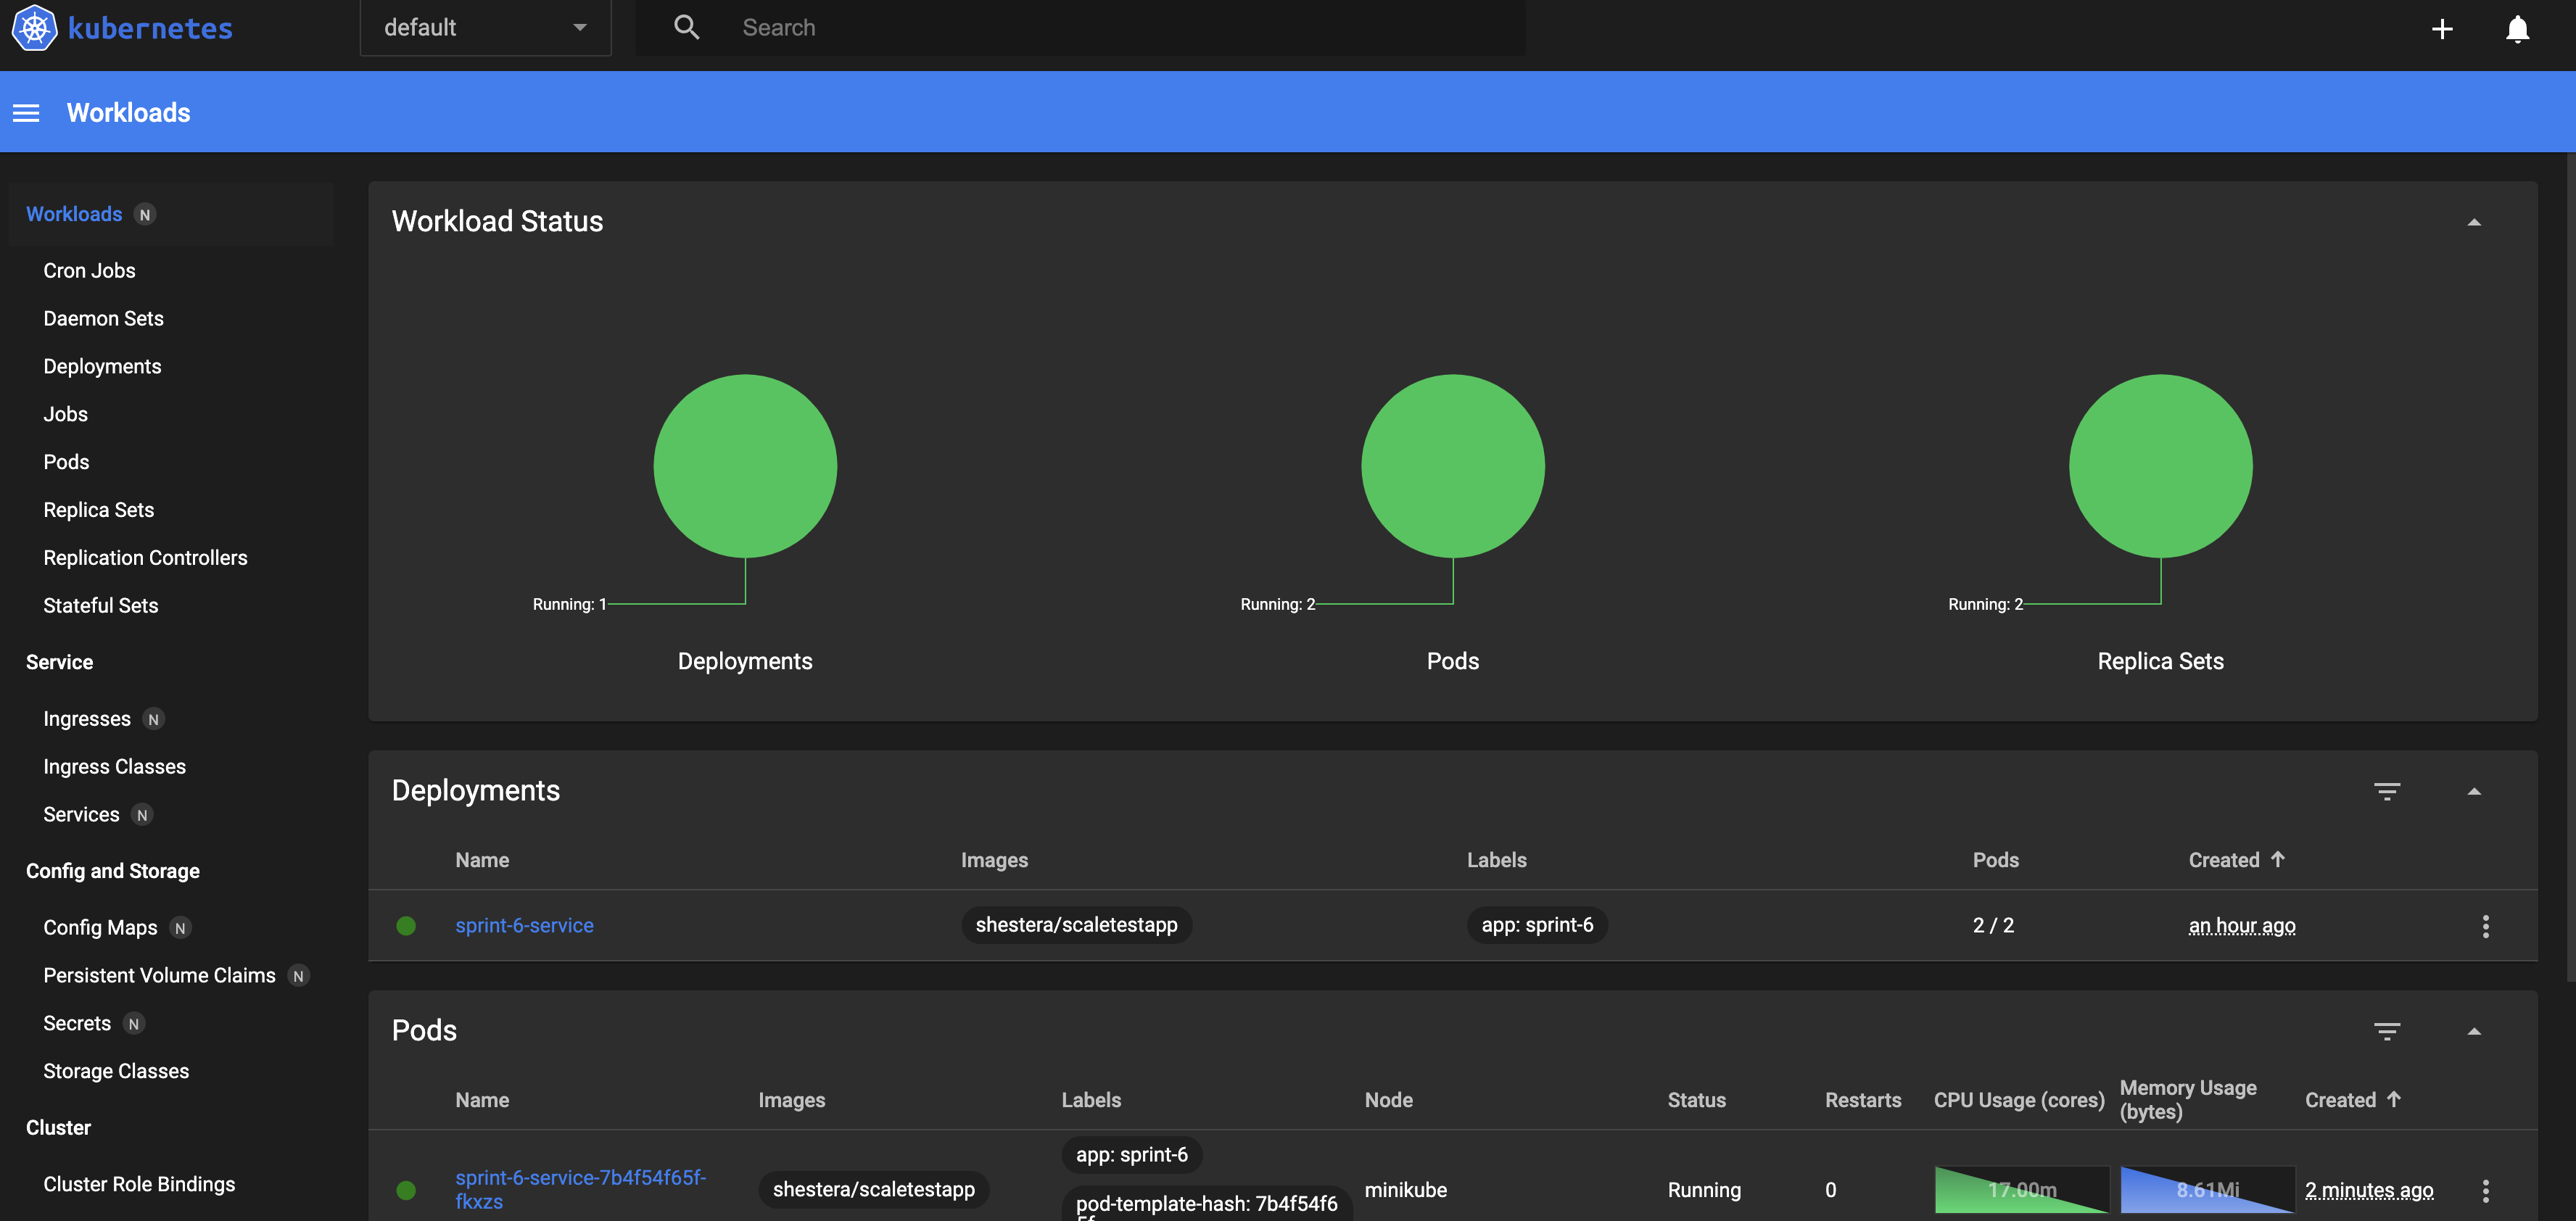 kubernetes
default
Search
Workloads
Workloads N
Cron Jobs
Daemon Sets
Deployments
Jobs
Pods
Replica Sets
Replication Controllers
Stateful Sets
Service
Ingresses N
Ingress Classes
Services N
Config and Storage
Config Maps N
Persistent Volume Claims N
Secrets N
Storage Classes
Cluster
Cluster Role Bindings
Workload Status
Running: 1
Deployments
Running: 2
Pods
Running: 2
Replica Sets
Deployments
Name Images Labels Pods Created
sprint-6-service shestera/scaletestapp app: sprint-6 2 / 2 an hour ago
Pods
Name Images Labels Node Status Restarts CPU Usage (cores) Memory Usage
(bytes) Created
app: sprint-6
sprint-6-service-7b4f54f65f-
fkxzs
shestera/scaletestapp
pod-template-hash: 7b4f54f6
minikube Running 0 17.00m 8.61Mi 2 minutes ago